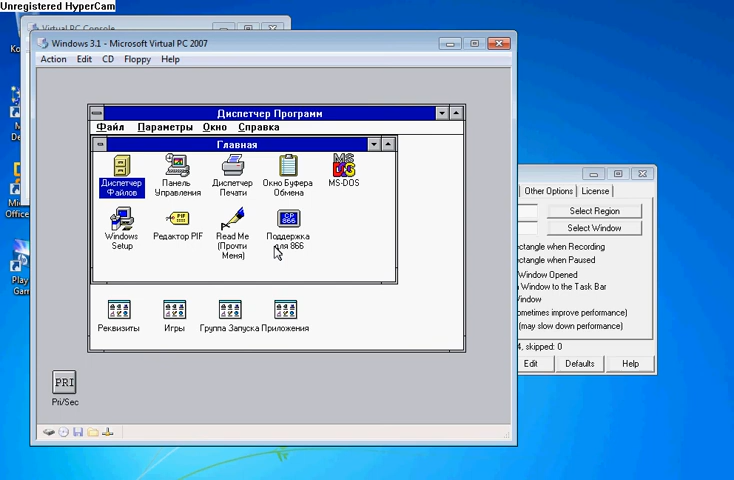 Unregistered HyperCam
Virtual PC Console
Windows 3.1 - Microsoft Virtual PC 2007
Action Edit CD Floppy Help
Диспетчер Программ
Файл Параметры Окно Справка
Главная
Диспетчер Файлов
Панель Управления
Диспетчер Печати
Окно Буфера Обмена
MS-DOS
Windows Setup
Редактор PIF
Read Me (Прочти Меня)
Поддержка для 866
Реквизиты Игры Группа Запуска Приложения
PRI
Pri/Sec
Other Options License
Select Region
Select Window
ectangle when Recording
ectangle when Paused
Window Opened
Window to the Task Bar
indow
ometimes improve performance)
(may slow down performance)
4, skipped: 0
Edit Defaults Help